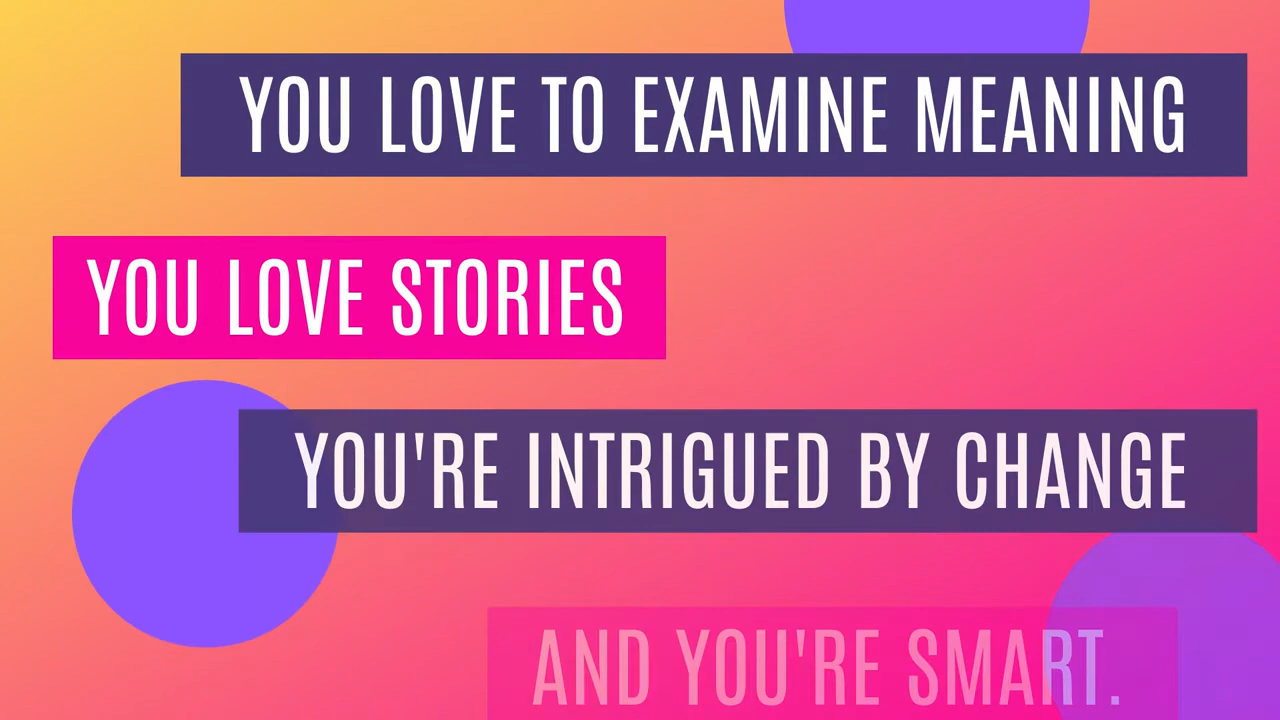 YOU LOVE TO EXAMINE MEANING
YOU LOVE STORIES
YOU'RE INTRIGUED BY CHANGE
AND YOU'RE SMART.